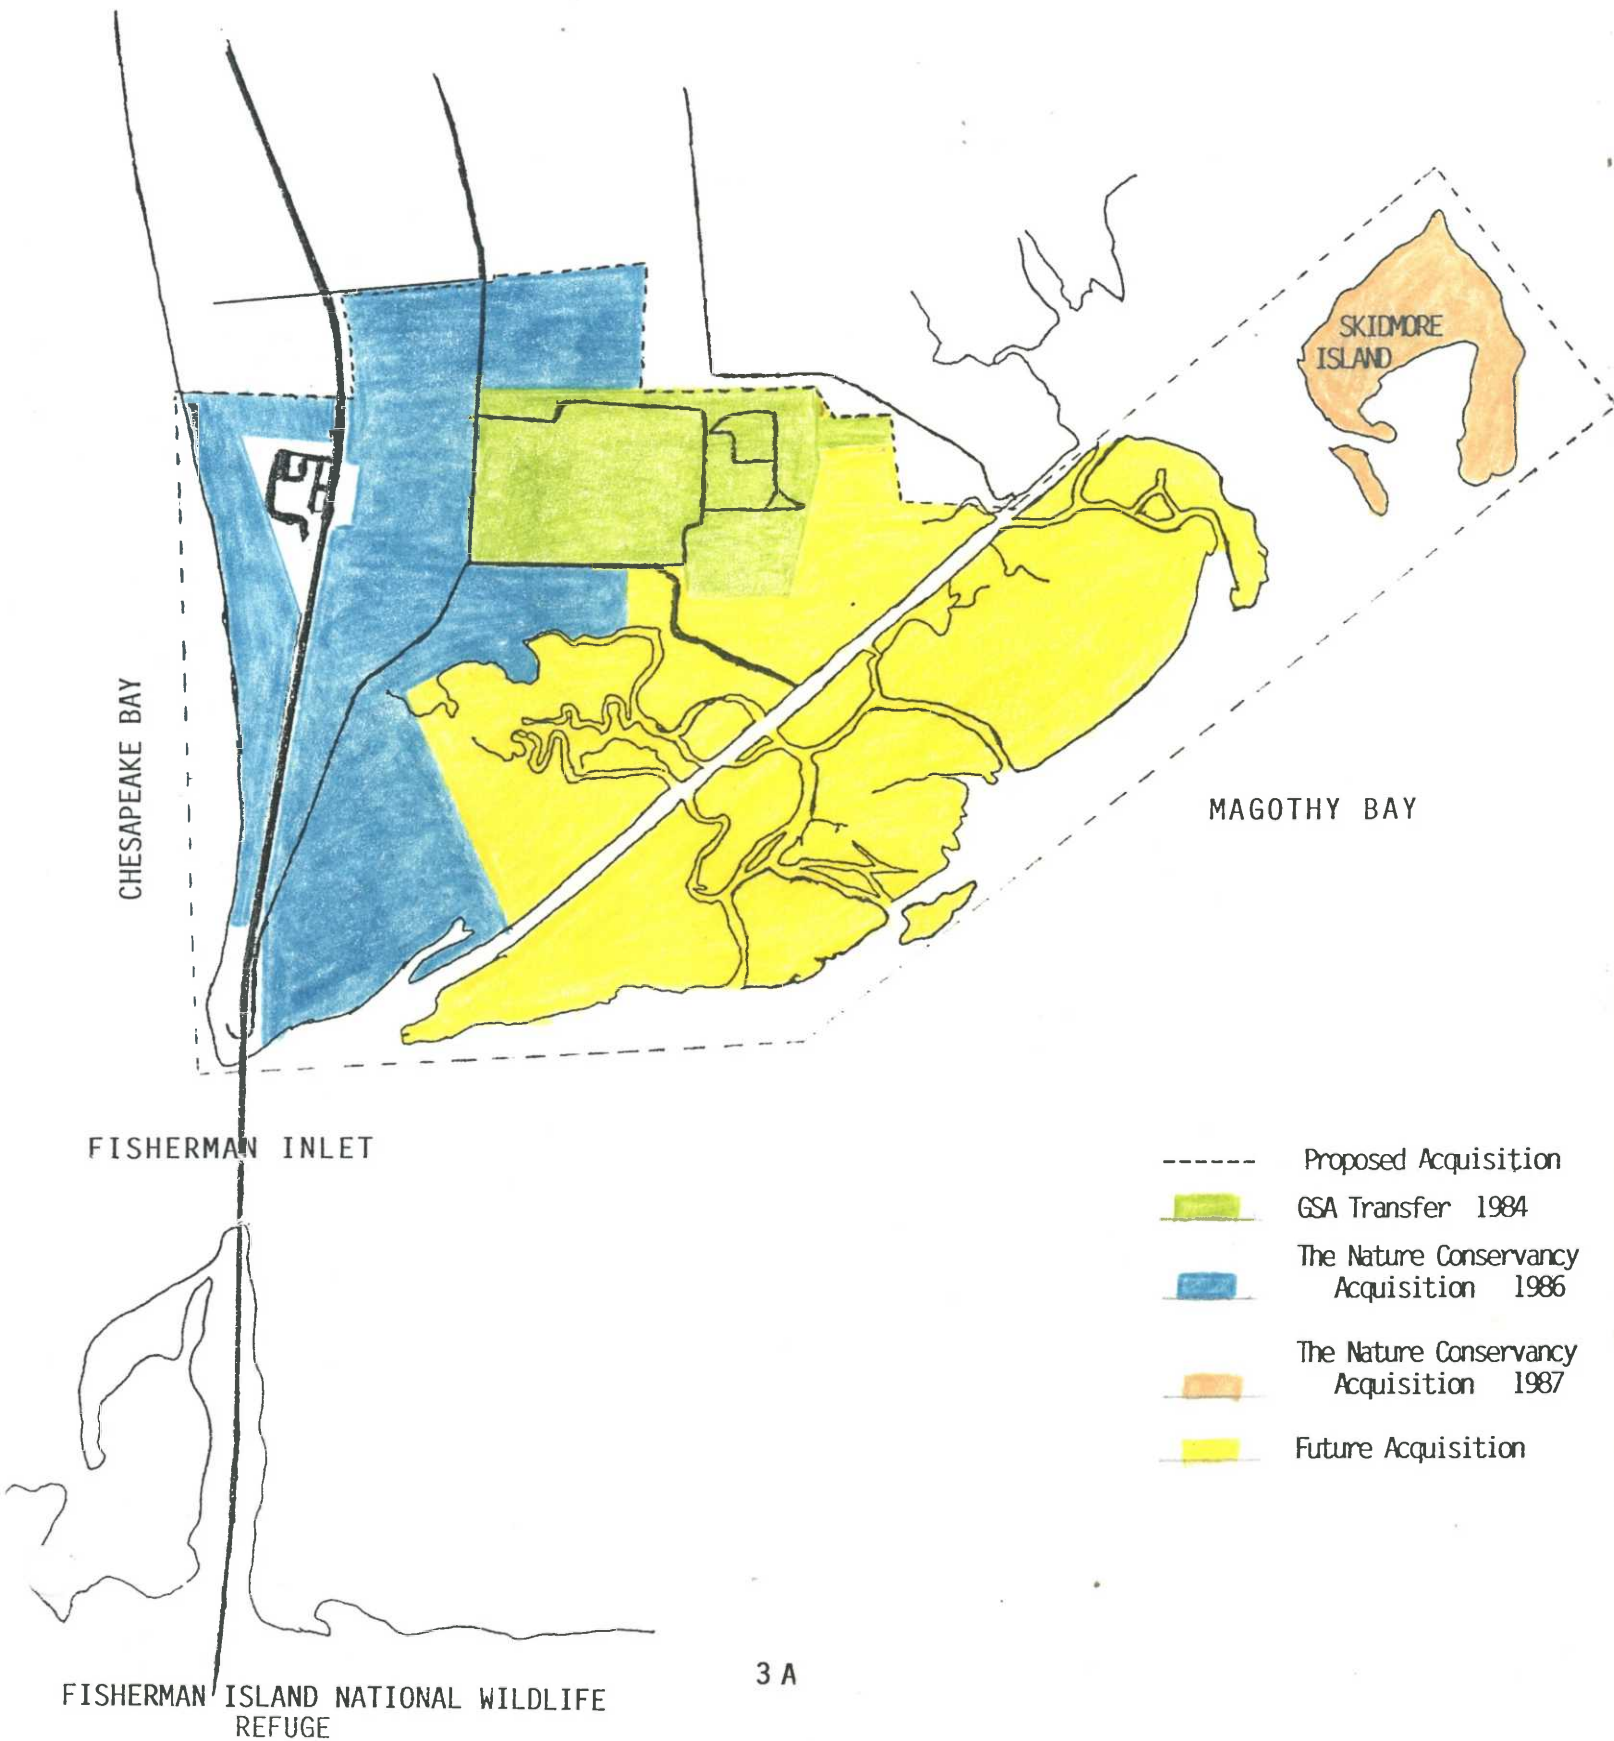 SKIDMORE
ISLAND
CHESAPEAKE BAY
MAGOTHY BAY
FISHERMAN INLET
Proposed Acquisition
GSA Transfer 1984
The Nature Conservancy
Acquisition 1986
The Nature Conservancy
Acquisition 1987
Future Acquisition
3 A
FISHERMAN ISLAND NATIONAL WILDLIFE
REFUGE